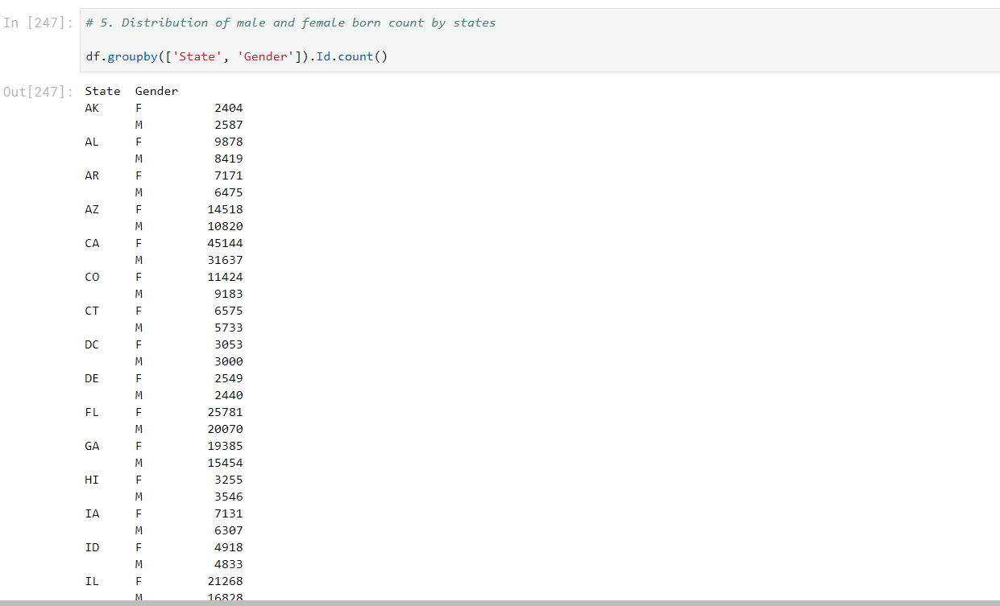 In [247]: # 5. Distribution of male and female born count by states
df.groupby(['State', 'Gender']).Id.count()
Out[247]: State Gender
AK F 2404
M 2587
AL F 9878
M 8419
AR F 7171
M 6475
AZ F 14518
M 10820
CA F 45144
M 31637
CO F 11424
M 9183
CT F 6575
M 5733
DC F 3053
M 3000
DE F 2549
M 2440
FL F 25781
M 20070
GA F 19385
M 15454
HI F 3255
M 3546
IA F 7131
M 6307
ID F 4918
M 4833
IL F 21268
M 16828